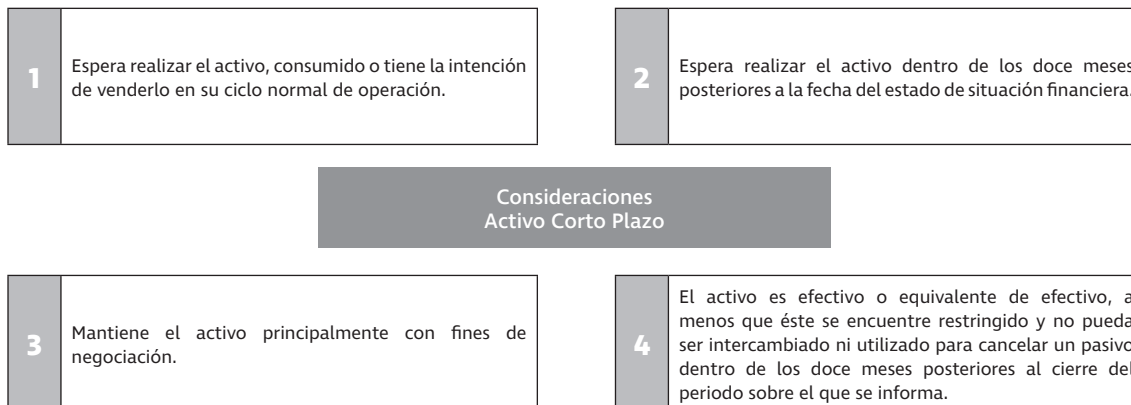 1
Espera realizar el activo, consumido o tiene la intención
de venderlo en su ciclo normal de operación.
2
Espera realizar el activo dentro de los doce meses
posteriores a la fecha del estado de situación financiera.
Consideraciones
Activo Corto Plazo
3
Mantiene el activo principalmente con fines de
negociación.
4
El activo es efectivo o equivalente de efectivo, a
menos que éste se encuentre restringido y no pueda
ser intercambiado ni utilizado para cancelar un pasivo
dentro de los doce meses posteriores al cierre del
periodo sobre el que se informa.